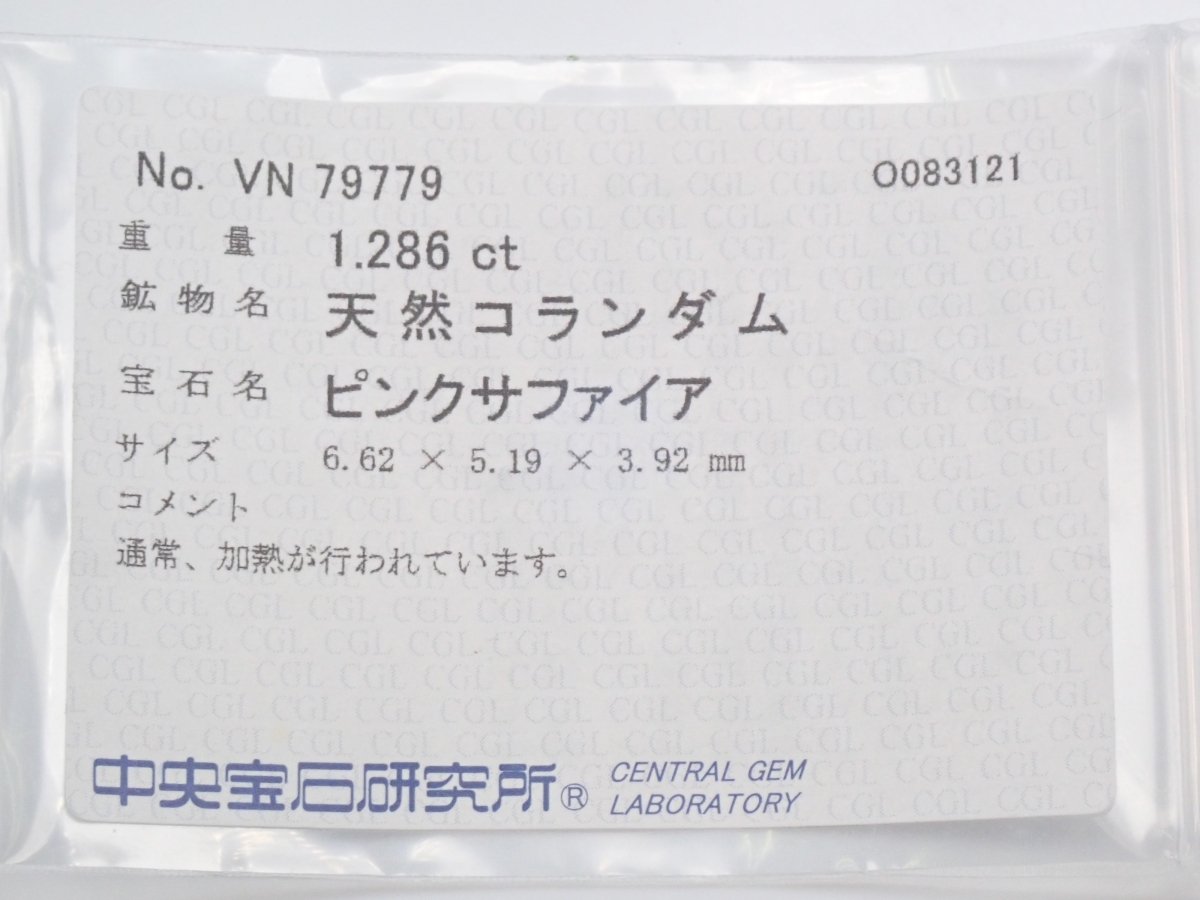 No. VN 79779 O083121
重量 1.286 ct
鉱物名 天然コランダム
宝石名 ピンクサファイア
サイズ 6.62 × 5.19 × 3.92 mm
コメント
通常、加熱が行われています。
中央宝石研究所® CENTRAL GEM
LABORATORY